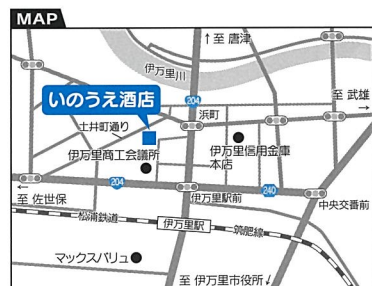 MAP
↑至 唐津
伊万里川
至 武雄
→
204
いのうえ酒店
浜町
土井町通り
伊万里信用金庫
本店
伊万里商工会議所
204
240
←
至 佐世保
伊万里駅前
中央交番前
松浦鉄道
伊万里駅
筑肥線
マックスバリュ
至 伊万里市役所↓